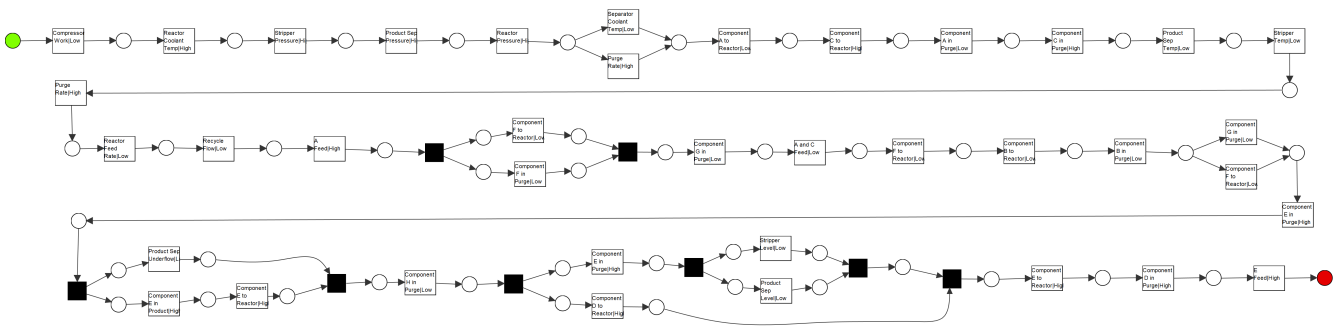 Compressor
Work|Low
Reactor
Coolant
Temp|High
Stripper
Pressure|Hi
Product Sep
Pressure|Hi
Reactor
Pressure|Hi
Separator
Coolant
Temp|Low
Purge
Rate|High
Component
A to
Reactor|Low
Component
C to
Reactor|High
Component
A in
Purge|Low
Component
C in
Purge|High
Product
Sep
Temp|Low
Stripper
Temp|Low
Purge
Rate|High
Reactor
Feed
Rate|Low
Recycle
Flow|Low
A
Feed|High
Component
F to
Reactor|Low
Component
F in
Purge|Low
Component
G in
Purge|Low
A and C
Feed|Low
Component
F to
Reactor|Low
Component
B to
Reactor|Low
Component
B in
Purge|Low
Component
G in
Purge|Low
Component
F to
Reactor|Low
Component
E in
Purge|High
Product Sep
Underflow|L
Component
E in
Product|High
Component
E to
Reactor|High
Component
H in
Purge|Low
Component
E in
Purge|High
Component
D to
Reactor|High
Stripper
Level|Low
Product
Sep
Level|Low
Component
E to
Reactor|High
Component
D in
Purge|High
E
Feed|High